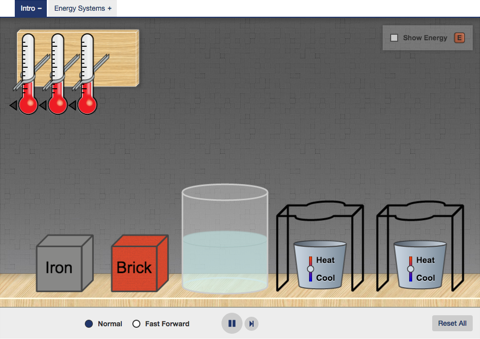 Intro −
Energy Systems +
Show Energy E
Iron
Brick
Heat
Cool
Heat
Cool
Normal
Fast Forward
Reset All